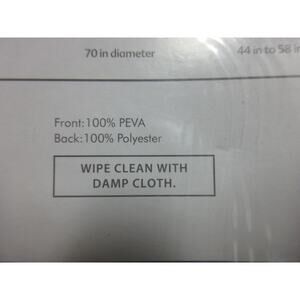 70 in diameter 44 in to 58 in
Front:100% PEVA
Back:100% Polyester
WIPE CLEAN WITH
DAMP CLOTH.